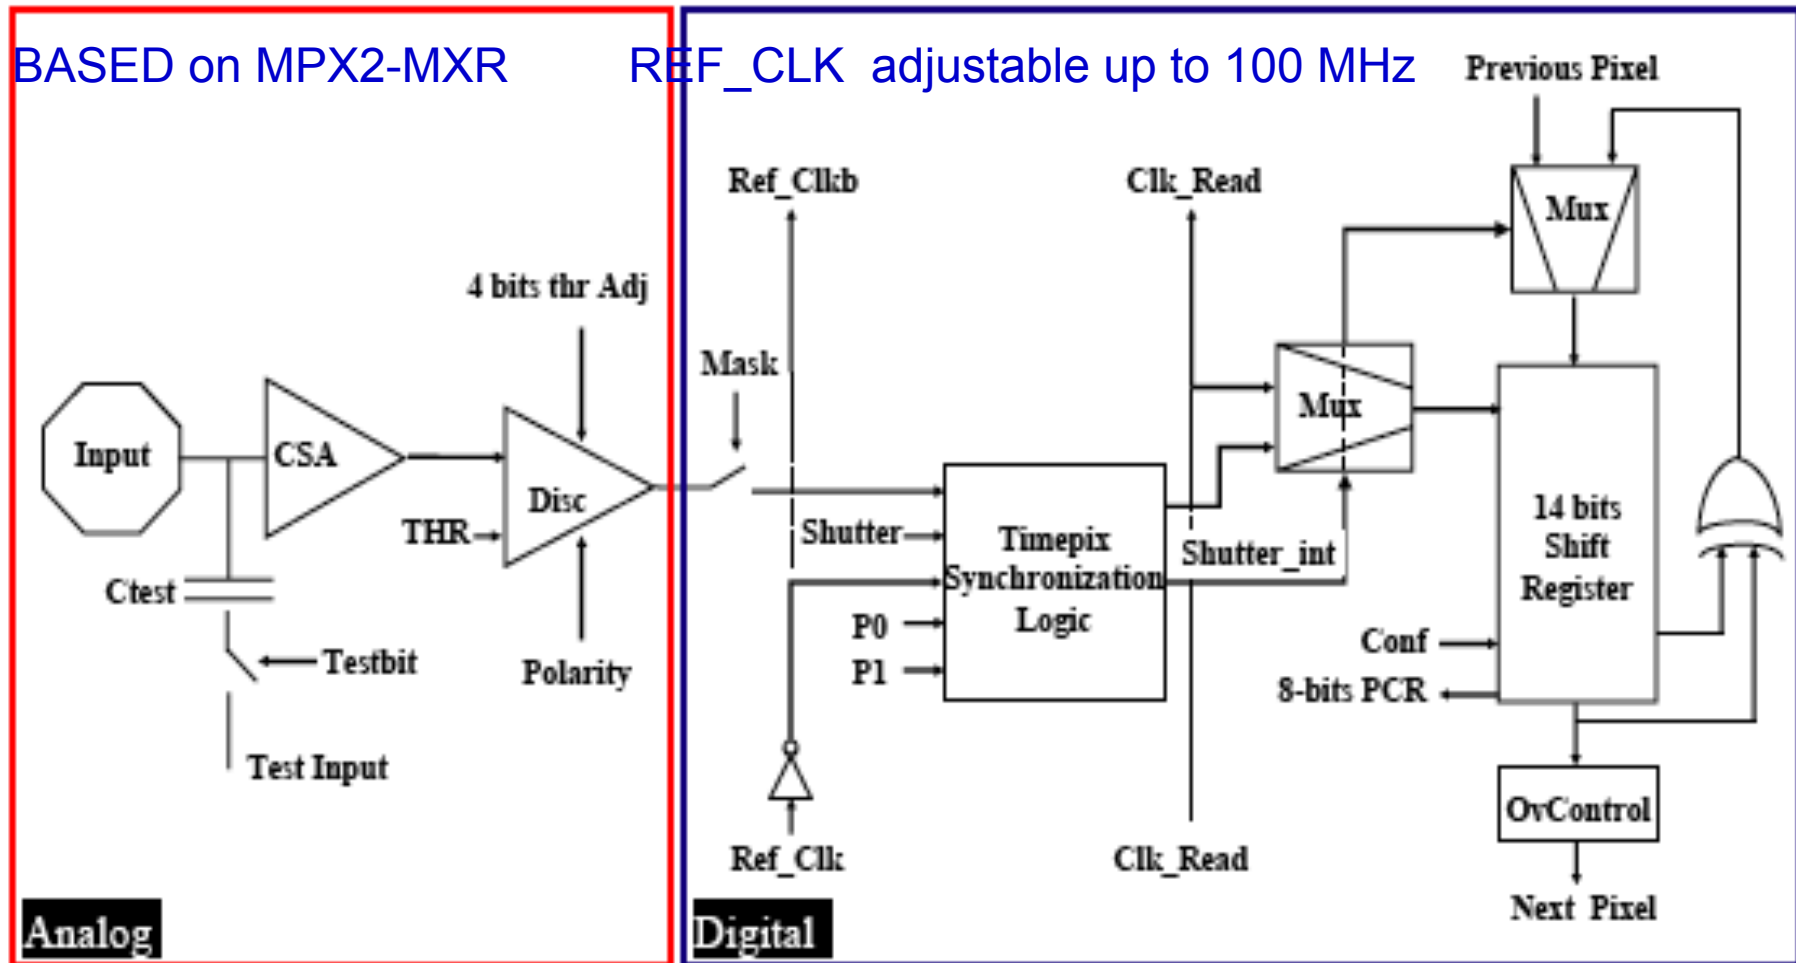 BASED on MPX2-MXR
REF_CLK adjustable up to 100 MHz
Previous Pixel
Ref_Clkb
Clk_Read
Mux
4 bits thr Adj
Mask
Input
CSA
Disc
THR
Mux
Shutter
Timepix
Synchronization
Logic
Shutter_int
14 bits
Shift
Register
Ctest
P0
P1
Conf
8-bits PCR
Testbit
Polarity
Test Input
OvControl
Ref_Clk
Clk_Read
Next Pixel
Analog
Digital